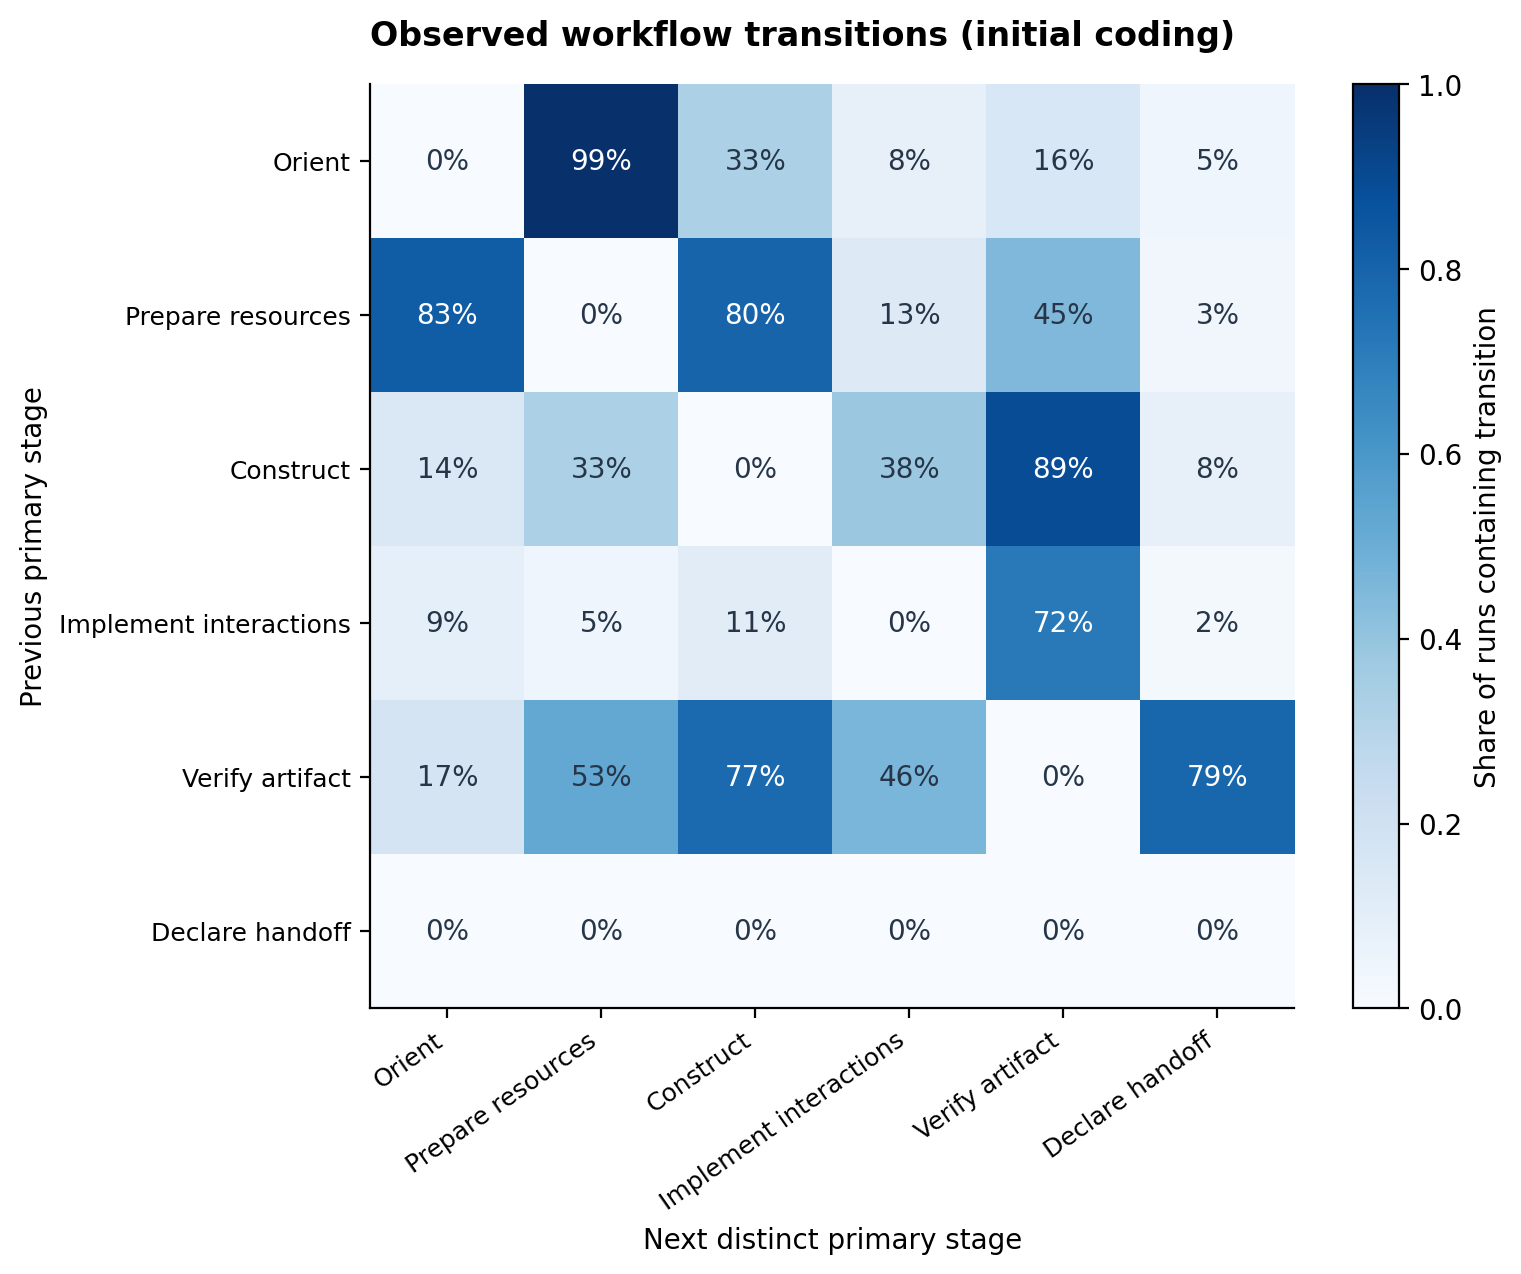 Observed workflow transitions (initial coding)
Previous primary stage
Orient
0% 99% 33% 8% 16% 5%
Prepare resources
83% 0% 80% 13% 45% 3%
Construct
14% 33% 0% 38% 89% 8%
Implement interactions
9% 5% 11% 0% 72% 2%
Verify artifact
17% 53% 77% 46% 0% 79%
Declare handoff
0% 0% 0% 0% 0% 0%
Orient
Prepare resources
Construct
Implement interactions
Verify artifact
Declare handoff
Next distinct primary stage
1.0
0.8
0.6
0.4
0.2
0.0
Share of runs containing transition